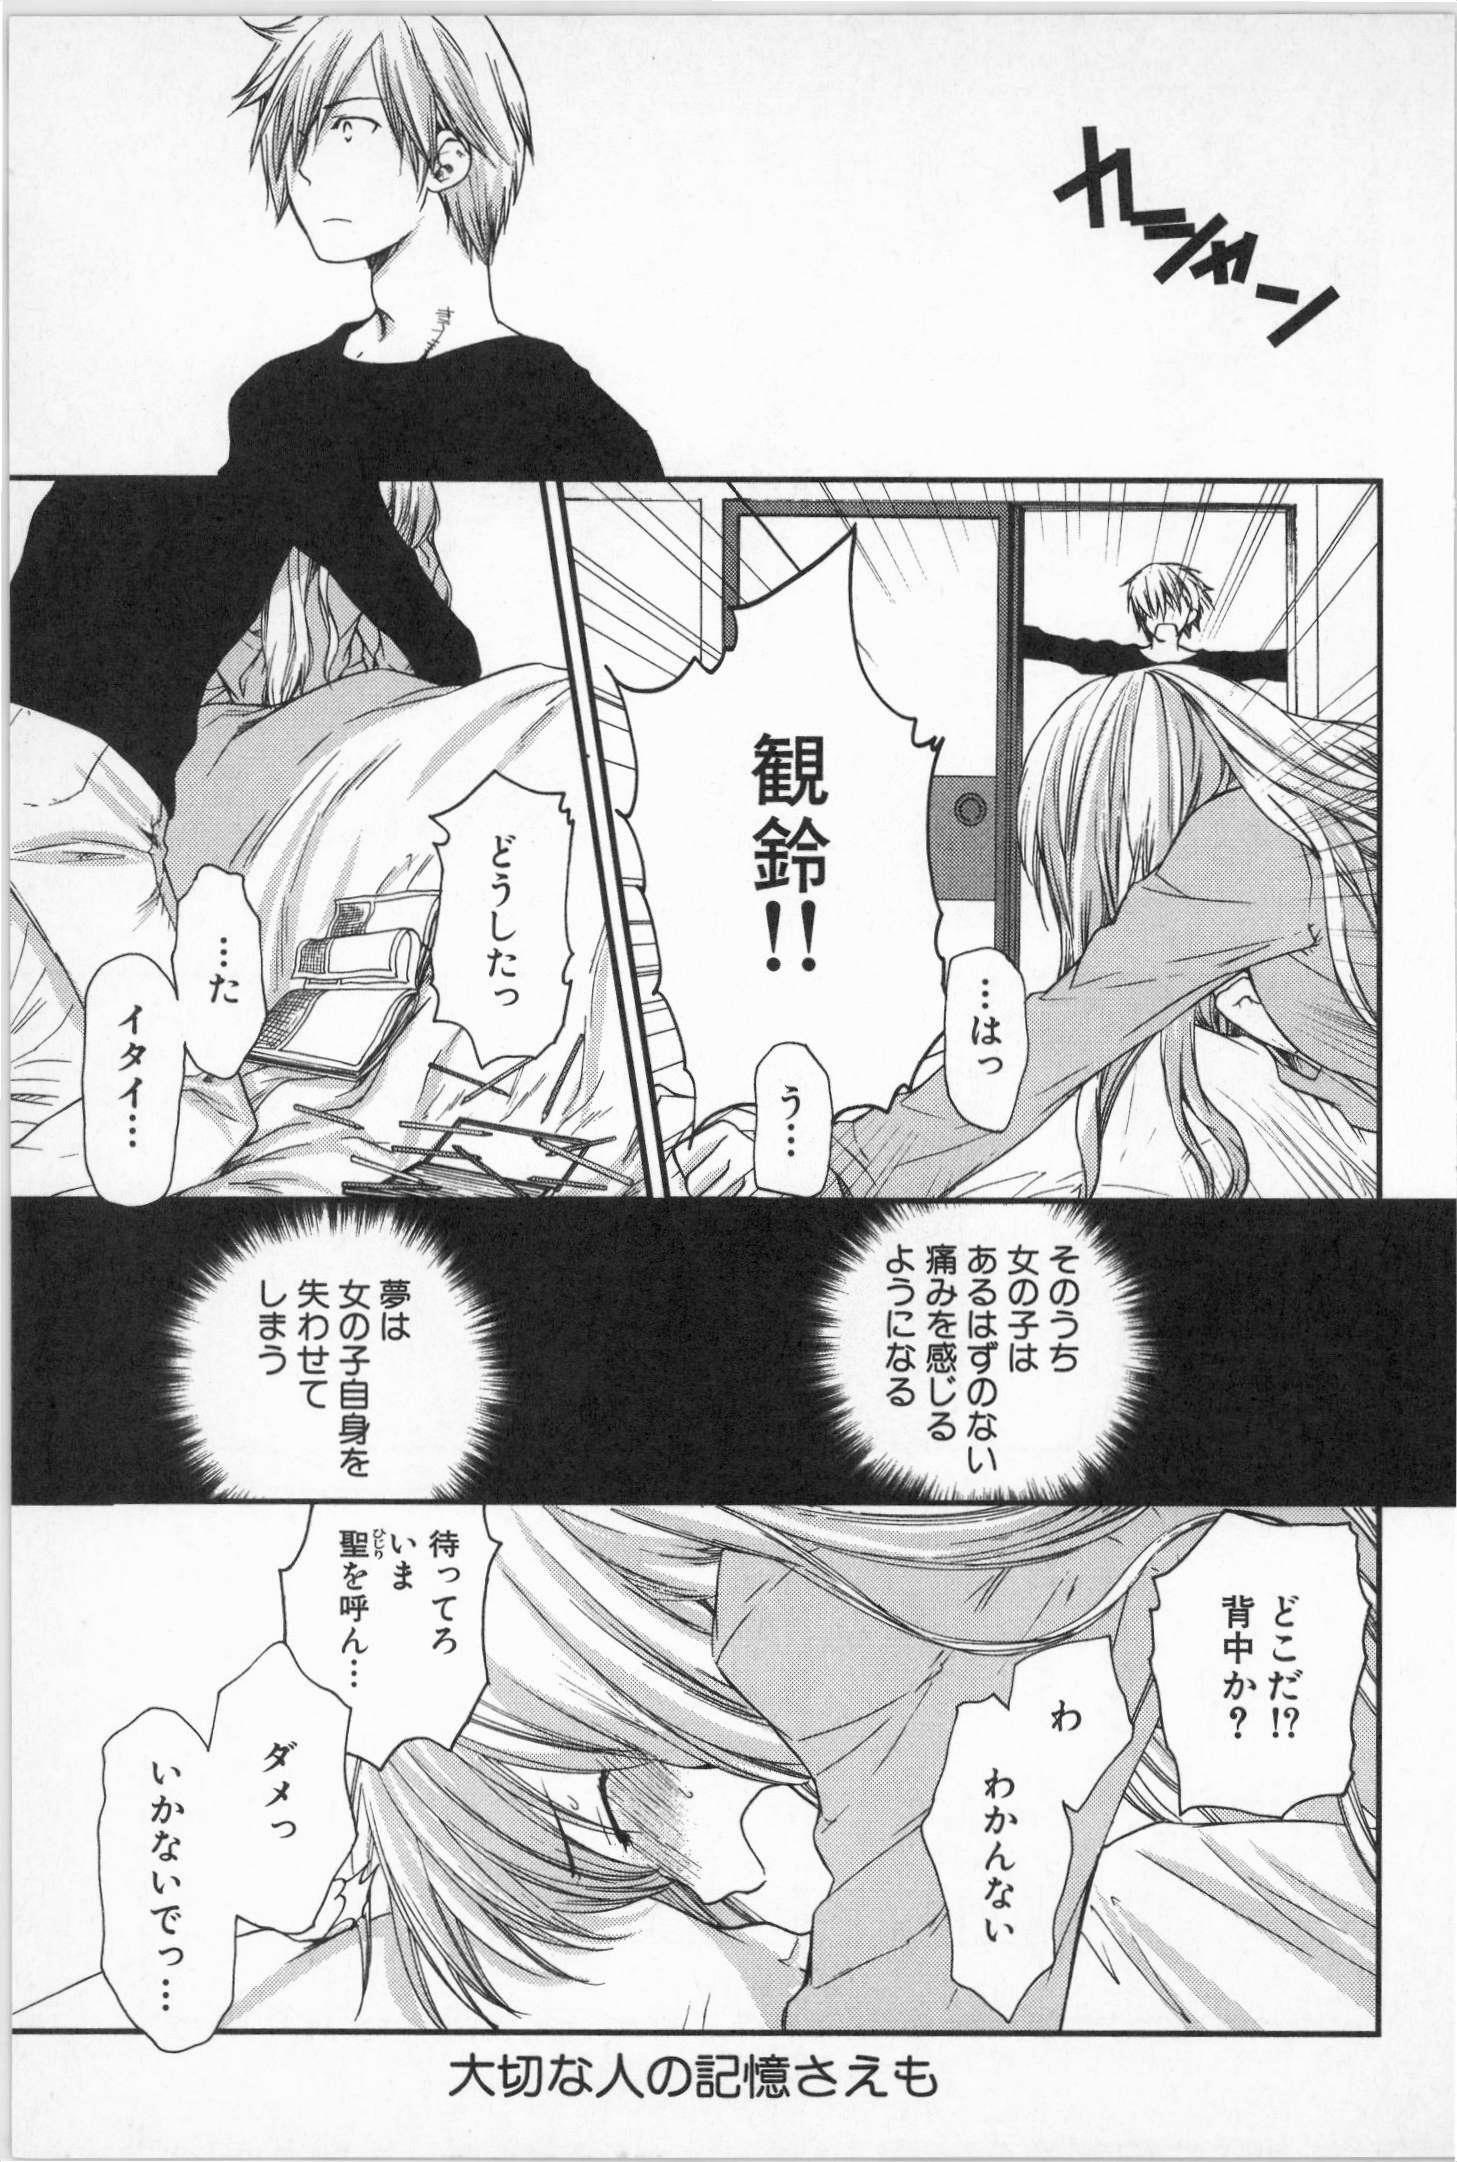 ガシャン
観鈴!!
…はっ
う…
どうしたっ
…た
イタイ…
そのうち
女の子は
あるはずのない
痛みを感じる
ようになる
夢は
女の子自身を
失わせて
しまう
どこだ!?
背中か?
わ
わかんない
待ってろ
いま
聖を呼ん…
ひじり
ダメっ
いかないでっ…
大切な人の記憶さえも